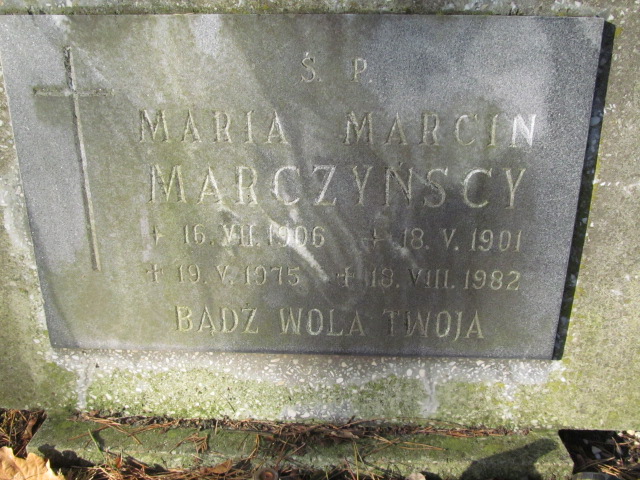 Ś. P.
MARIA MARCIN
MARCZYŃSCY
+ 16. VII. 1906 + 18. V. 1901
+ 19. V. 1975 + 18. VIII. 1982
BĄDŹ WOLA TWOJA